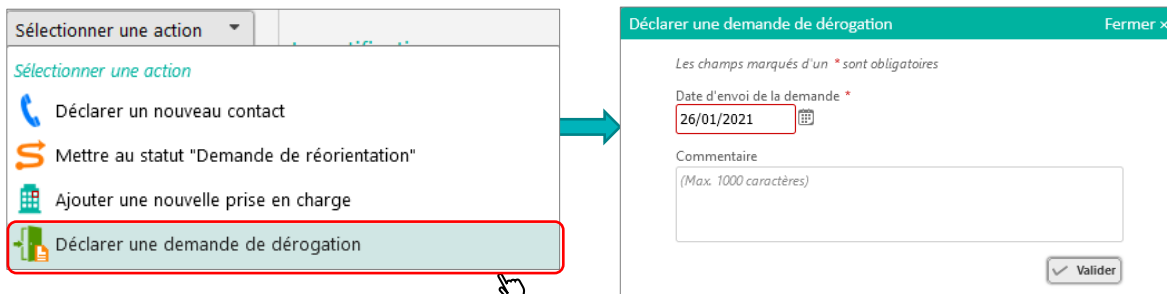 Sélectionner une action
Sélectionner une action
Déclarer un nouveau contact
Mettre au statut "Demande de réorientation"
Ajouter une nouvelle prise en charge
Déclarer une demande de dérogation
Déclarer une demande de dérogation Fermer ×
Les champs marqués d'un * sont obligatoires
Date d'envoi de la demande *
26/01/2021
Commentaire
(Max. 1000 caractères)
Valider